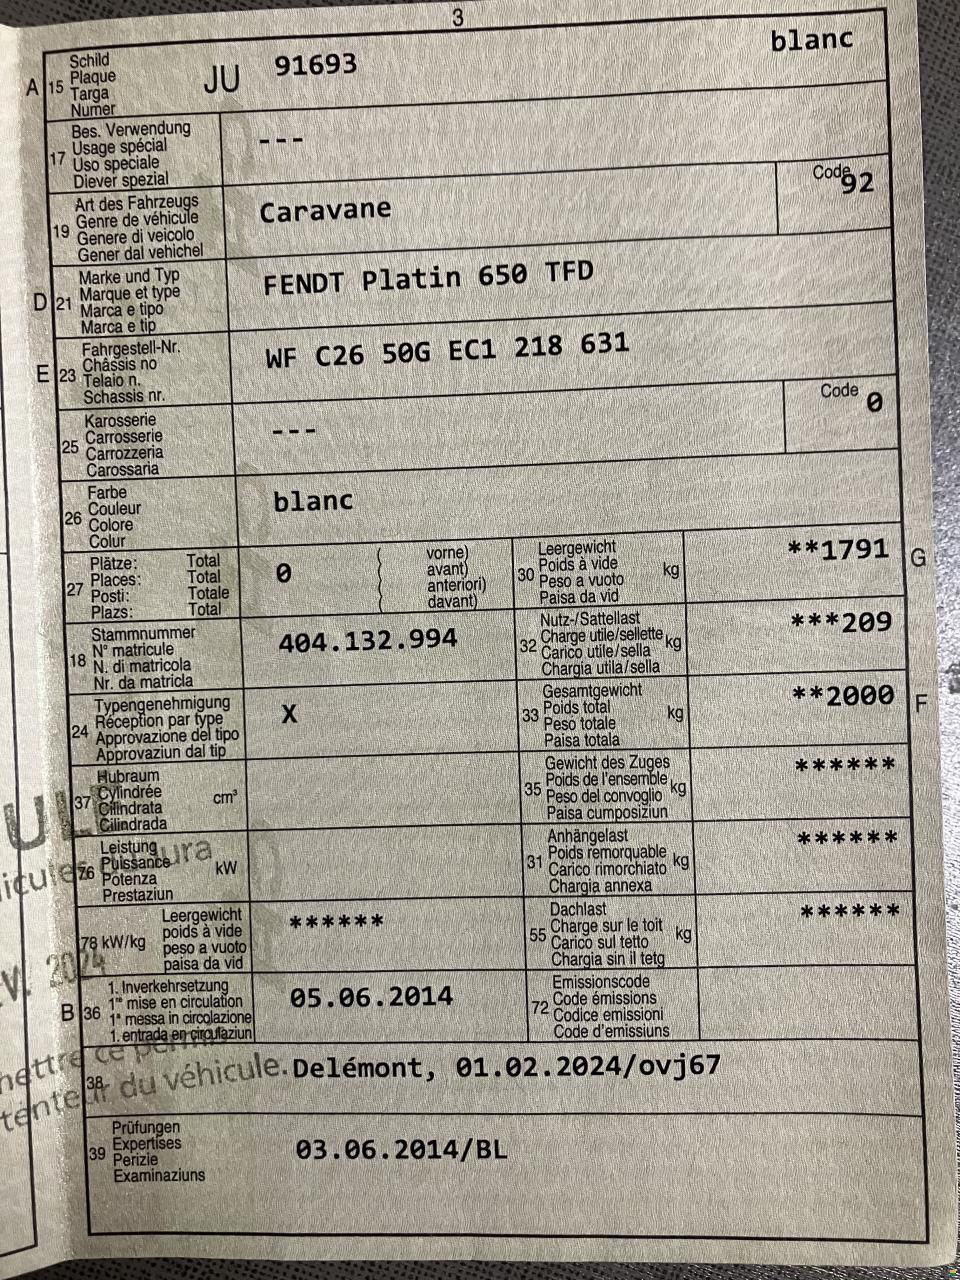 3
A 15 Schild
Plaque
Targa
Numer
JU 91693 blanc
17 Bes. Verwendung
Usage spécial
Uso speciale
Diever spezial
---
19 Art des Fahrzeugs
Genre de véhicule
Genere di veicolo
Gener dal vehichel
Caravane
Code 92
D 21 Marke und Typ
Marque et type
Marca e tipo
Marca e tip
FENDT Platin 650 TFD
E 23 Fahrgestell-Nr.
Châssis no
Telaio n.
Schassis nr.
WF C26 50G EC1 218 631
25 Karosserie
Carrosserie
Carrozzeria
Carossaria
---
Code 0
26 Farbe
Couleur
Colore
Colur
blanc
27 Plätze: Total
Places: Total
Posti: Totale
Plazs: Total
0
( vorne)
( avant)
( anteriori)
( davant)
30 Leergewicht
Poids à vide
Peso a vuoto
Paisa da vid
kg
**1791 G
18 Stammnummer
N° matricule
N. di matricola
Nr. da matricla
404.132.994
32 Nutz-/Sattellast
Charge utile/sellette
Carico utile/sella
Chargia utila/sella
kg
***209
24 Typengenehmigung
Réception par type
Approvazione del tipo
Approvaziun dal tip
X
33 Gesamtgewicht
Poids total
Peso totale
Paisa totala
kg
**2000 F
37 Hubraum
Cylindrée
Cilindrata
Cilindrada
cm³
35 Gewicht des Zuges
Poids de l'ensemble
Peso del convoglio
Paisa cumposiziun
kg
******
76 Leistung
Puissance
Potenza
Prestaziun
kW
31 Anhängelast
Poids remorquable
Carico rimorchiato
Chargia annexa
kg
******
78 kW/kg Leergewicht
poids à vide
peso a vuoto
paisa da vid
******
55 Dachlast
Charge sur le toit
Carico sul tetto
Chargia sin il tetg
kg
******
B 36 1. Inverkehrsetzung
1re mise en circulation
1a messa in circolazione
1. entrada en circulaziun
05.06.2014
72 Emissionscode
Code émissions
Codice emissioni
Code d'emissiuns
38 Delémont, 01.02.2024/ovj67
39 Prüfungen
Expertises
Perizie
Examinaziuns
03.06.2014/BL
2024
ettre ce permis
du véhicule.